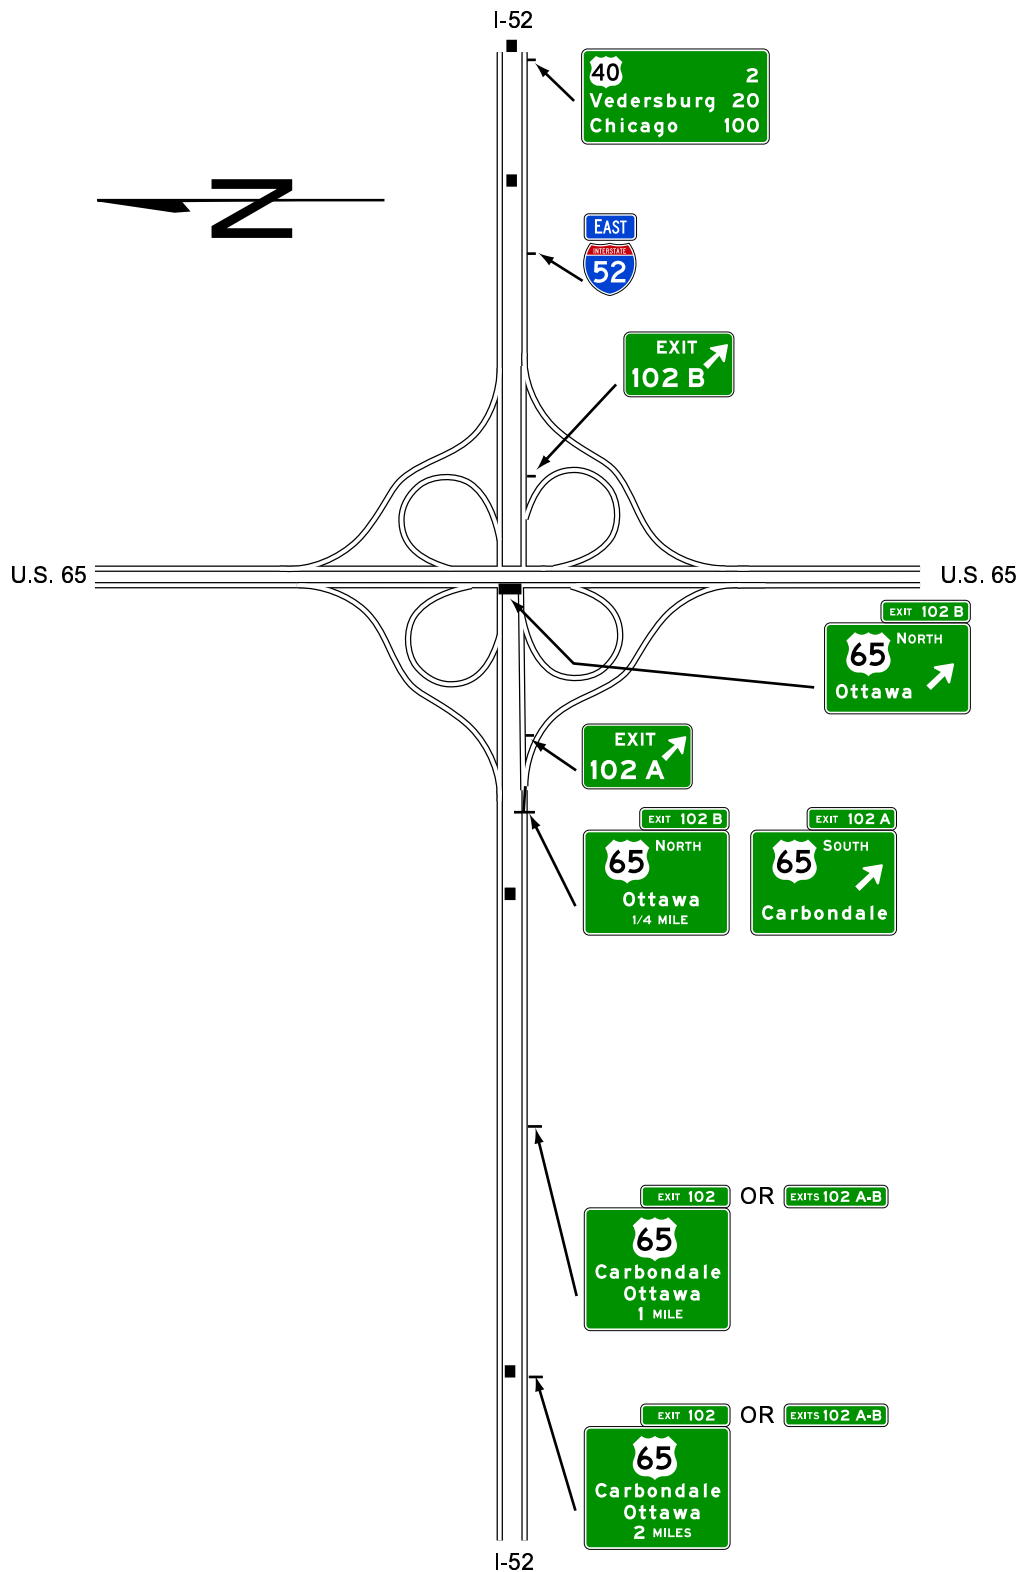 I-52
40 2
Vedersburg 20
Chicago 100
N
EAST
INTERSTATE
52
EXIT
102 B
U.S. 65
U.S. 65
EXIT 102 B
65 NORTH
Ottawa
EXIT
102 A
EXIT 102 B
65 NORTH
Ottawa
1/4 MILE
EXIT 102 A
65 SOUTH
Carbondale
EXIT 102 OR EXITS 102 A-B
65
Carbondale
Ottawa
1 MILE
EXIT 102 OR EXITS 102 A-B
65
Carbondale
Ottawa
2 MILES
I-52